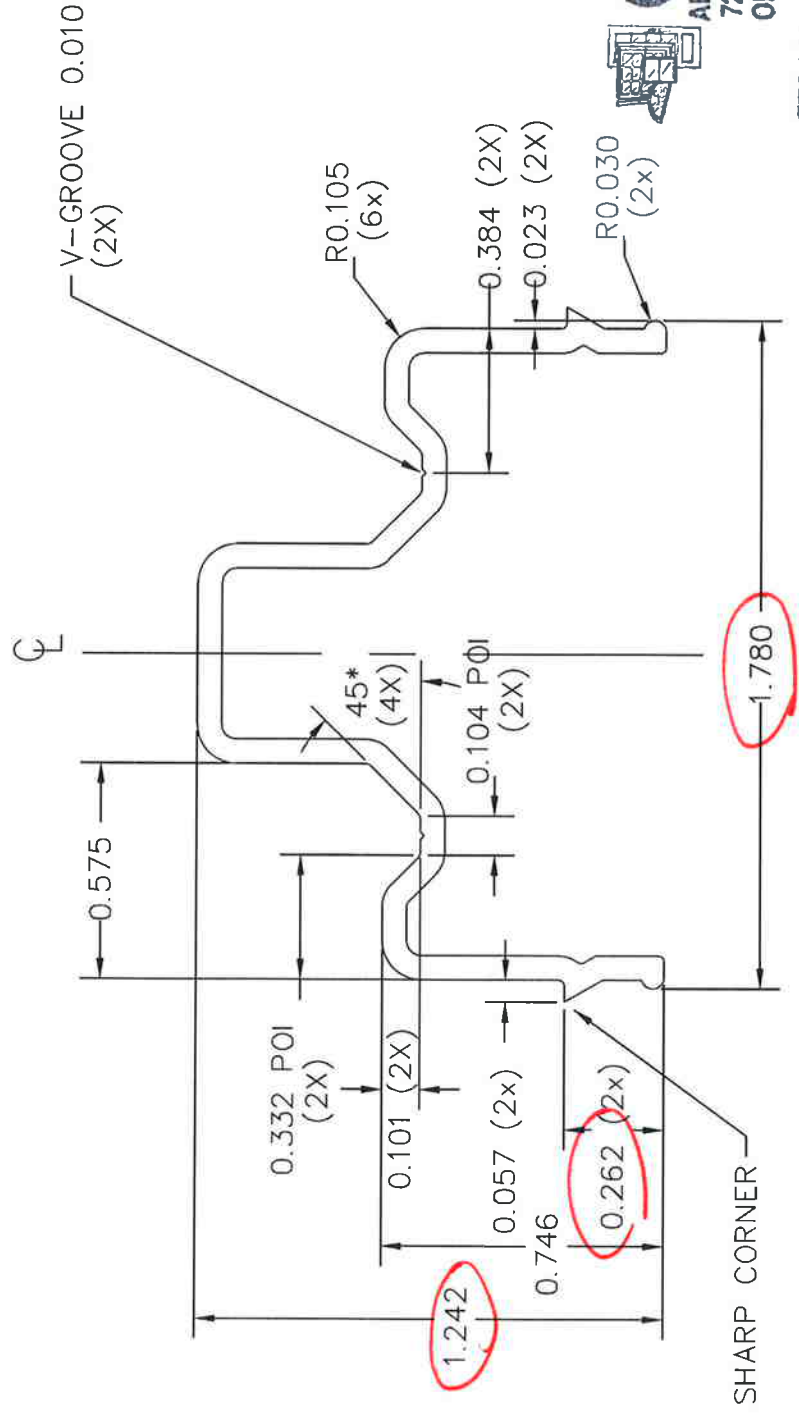 V-GROOVE 0.010
(2X)
CL
R0.105
(6x)
0.575
0.384 (2X)
0.023 (2X)
R0.030
(2x)
45*
(4X)
0.104 POI
(2X)
0.332 POI
(2X)
0.101 (2X)
0.057 (2x)
0.746
0.262 (2x)
1.242
1.780
SHARP CORNER